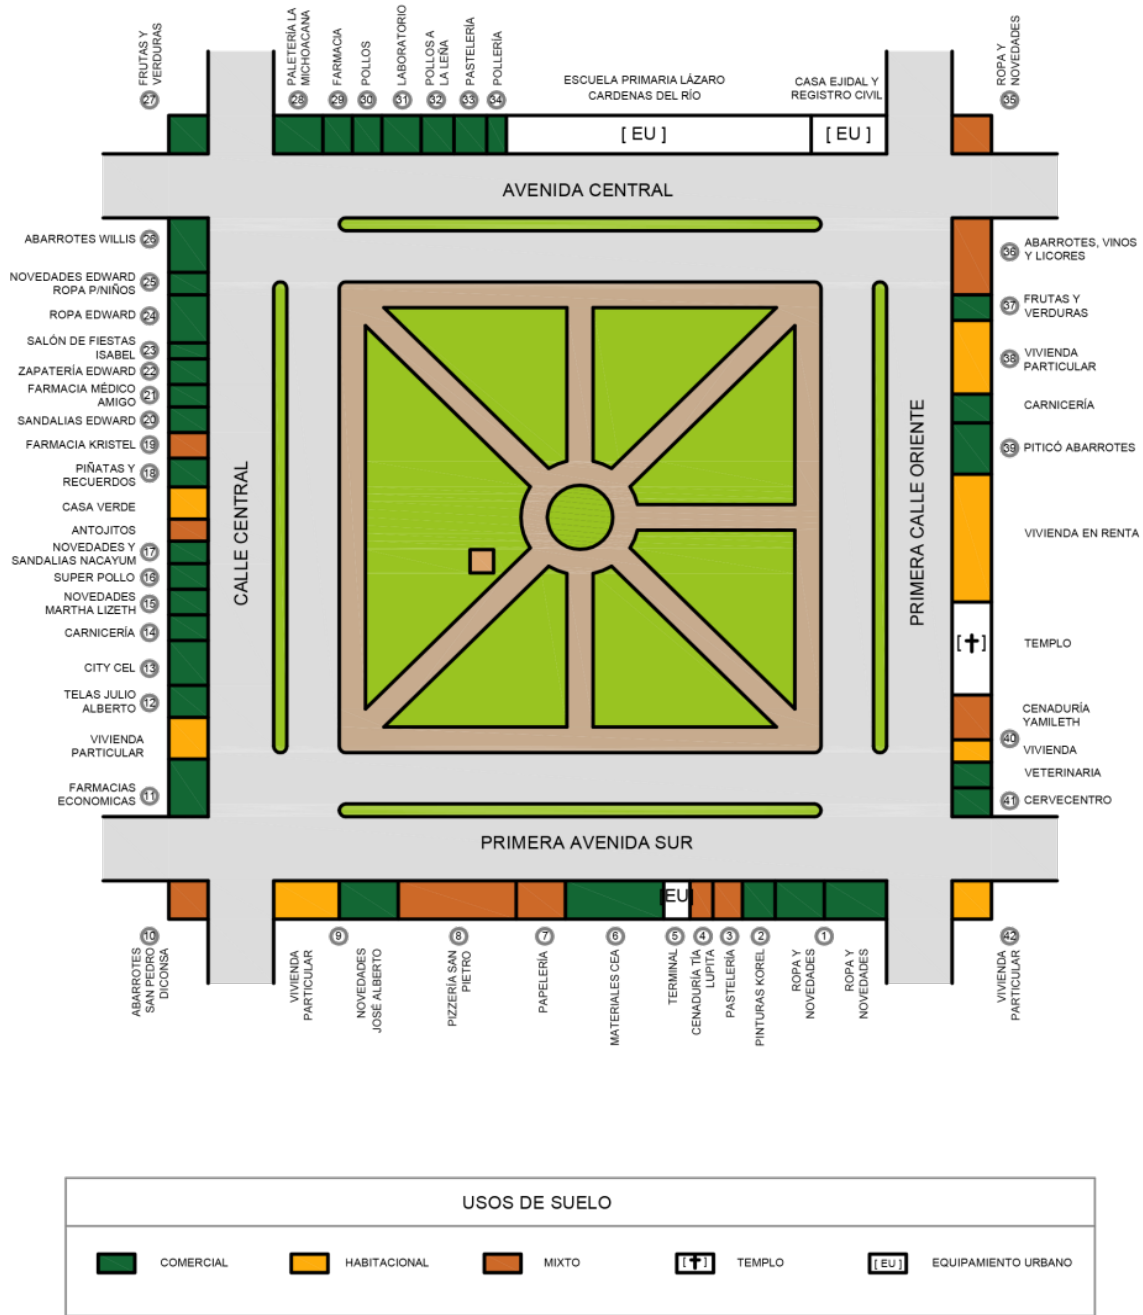 FRUTAS Y
VERDURAS
27
PALETERÍA LA
MICHOACANA
28
FARMACIA
29
POLLOS
30
LABORATORIO
31
POLLOS A
LA LEÑA
32
PASTELERÍA
33
POLLERÍA
34
ESCUELA PRIMARIA LÁZARO
CARDENAS DEL RÍO
[ EU ]
CASA EJIDAL Y
REGISTRO CIVIL
[ EU ]
ROPA Y
NOVEDADES
35
AVENIDA CENTRAL
ABARROTES WILLIS 26
NOVEDADES EDWARD
ROPA P/NIÑOS
25
ROPA EDWARD 24
SALÓN DE FIESTAS
ISABEL
23
ZAPATERÍA EDWARD 22
FARMACIA MÉDICO
AMIGO
21
SANDALIAS EDWARD 20
FARMACIA KRISTEL 19
PIÑATAS Y
RECUERDOS
18
CASA VERDE
ANTOJITOS
NOVEDADES Y
SANDALIAS NACAYUM
17
SUPER POLLO 16
NOVEDADES
MARTHA LIZETH
15
CARNICERÍA 14
CITY CEL 13
TELAS JULIO
ALBERTO
12
VIVIENDA
PARTICULAR
FARMACIAS
ECONOMICAS
11
CALLE CENTRAL
PRIMERA CALLE ORIENTE
36 ABARROTES, VINOS
Y LICORES
37 FRUTAS Y
VERDURAS
38 VIVIENDA
PARTICULAR
CARNICERÍA
39 PITICÓ ABARROTES
VIVIENDA EN RENTA
[✝]
TEMPLO
CENADURÍA
YAMILETH
40
VIVIENDA
VETERINARIA
41 CERVECENTRO
PRIMERA AVENIDA SUR
[EU]
10
ABARROTES
SAN PEDRO
DICONSA
VIVIENDA
PARTICULAR
9
NOVEDADES
JOSÉ ALBERTO
8
PIZZERÍA SAN
PIETRO
7
PAPELERÍA
6
MATERIALES CEA
5
TERMINAL
4
CENADURÍA TÍA
LUPITA
3
PASTELERÍA
2
PINTURAS KOREL
1
ROPA Y
NOVEDADES
ROPA Y
NOVEDADES
42
VIVIENDA
PARTICULAR
USOS DE SUELO
COMERCIAL
HABITACIONAL
MIXTO
[✝] TEMPLO
[ EU ] EQUIPAMIENTO URBANO